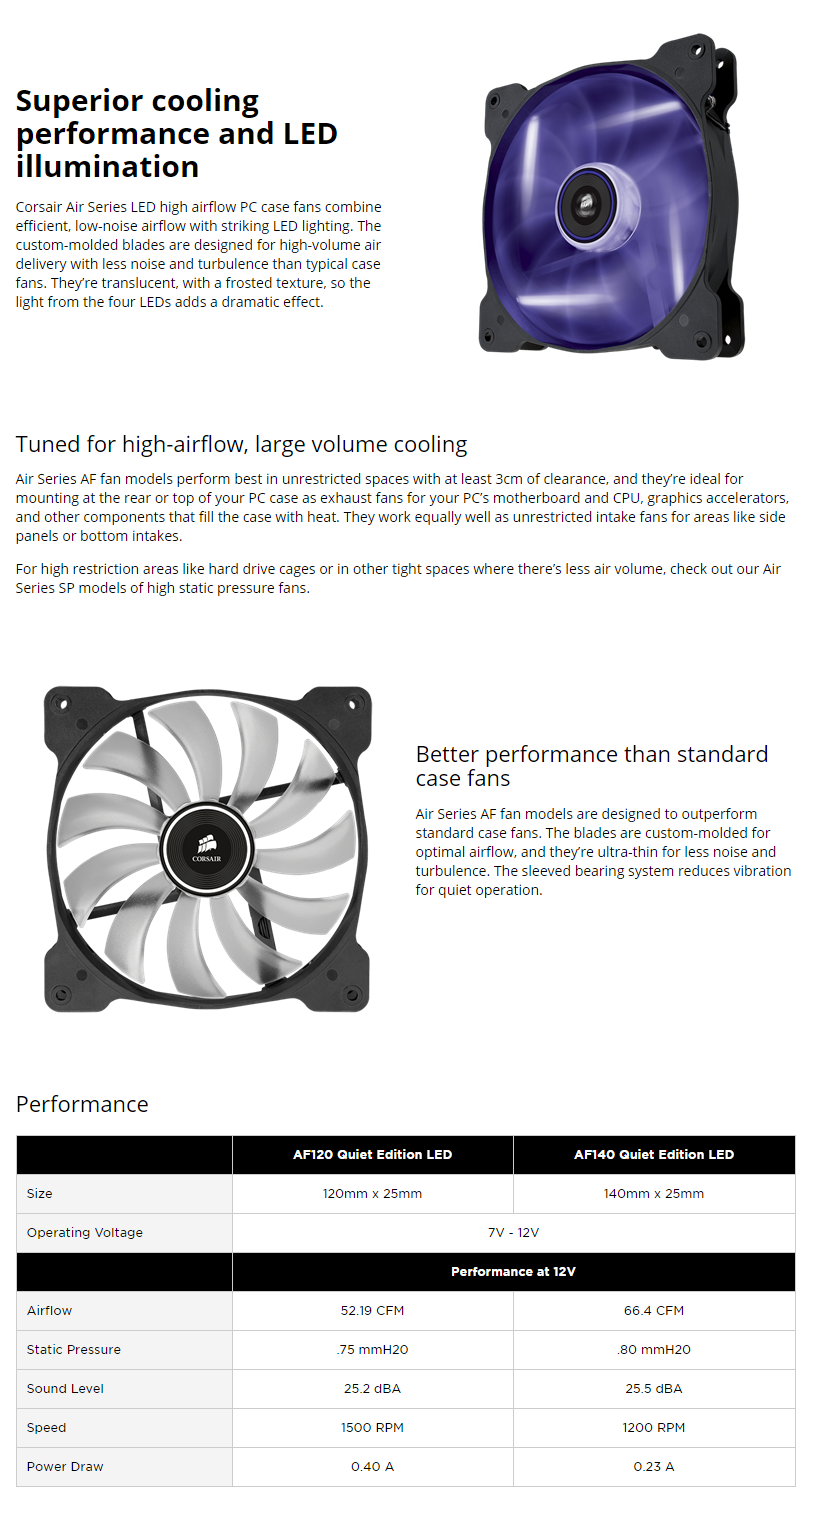 Superior cooling
performance and LED
illumination
Corsair Air Series LED high airflow PC case fans combine
efficient, low-noise airflow with striking LED lighting. The
custom-molded blades are designed for high-volume air
delivery with less noise and turbulence than typical case
fans. They’re translucent, with a frosted texture, so the
light from the four LEDs adds a dramatic effect.
Tuned for high-airflow, large volume cooling
Air Series AF fan models perform best in unrestricted spaces with at least 3cm of clearance, and they’re ideal for
mounting at the rear or top of your PC case as exhaust fans for your PC’s motherboard and CPU, graphics accelerators,
and other components that fill the case with heat. They work equally well as unrestricted intake fans for areas like side
panels or bottom intakes.
For high restriction areas like hard drive cages or in other tight spaces where there’s less air volume, check out our Air
Series SP models of high static pressure fans.
CORSAIR
Better performance than standard
case fans
Air Series AF fan models are designed to outperform
standard case fans. The blades are custom-molded for
optimal airflow, and they’re ultra-thin for less noise and
turbulence. The sleeved bearing system reduces vibration
for quiet operation.
Performance
AF120 Quiet Edition LED AF140 Quiet Edition LED
Size 120mm x 25mm 140mm x 25mm
Operating Voltage 7V - 12V
Performance at 12V
Airflow 52.19 CFM 66.4 CFM
Static Pressure .75 mmH20 .80 mmH20
Sound Level 25.2 dBA 25.5 dBA
Speed 1500 RPM 1200 RPM
Power Draw 0.40 A 0.23 A